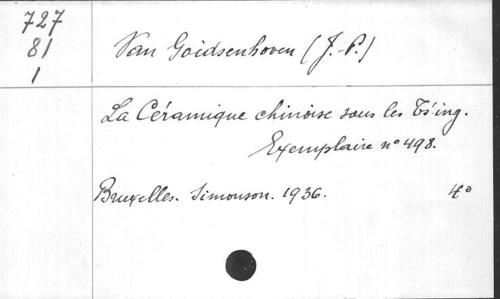 727
81
1
Van Goidsenhoven (J.-P.)
La Céramique chinoise sous les Ts'ing.
Exemplaire n° 498.
Bruxelles. Simonson. 1936. 4°